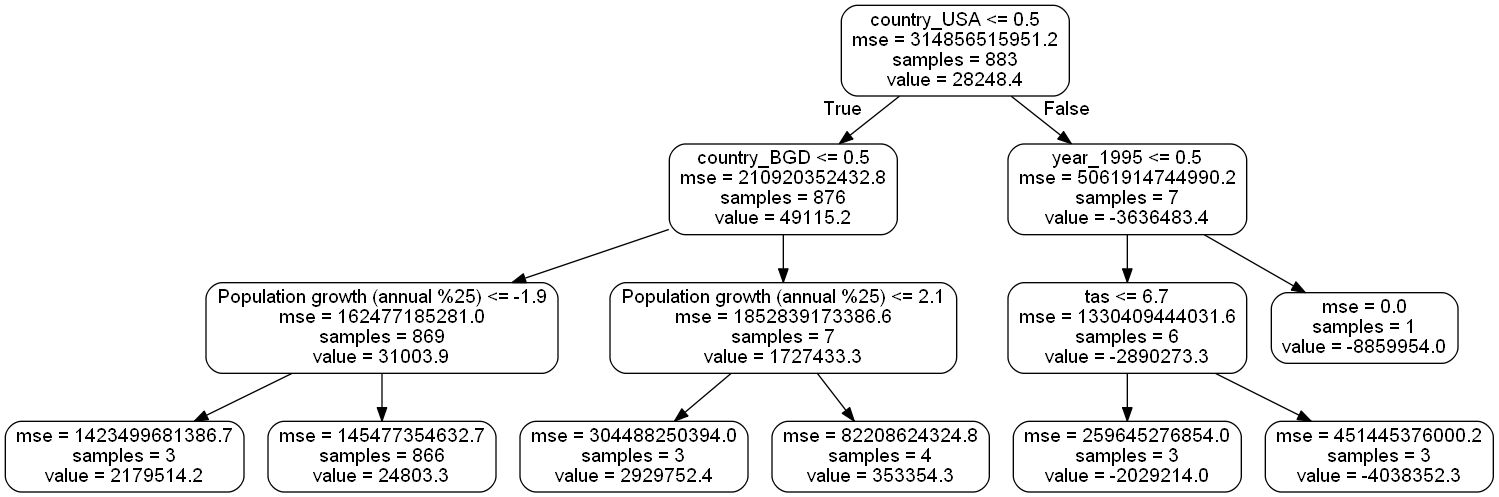 country_USA <= 0.5
mse = 314856515951.2
samples = 883
value = 28248.4
True
False
country_BGD <= 0.5
mse = 210920352432.8
samples = 876
value = 49115.2
year_1995 <= 0.5
mse = 5061914744990.2
samples = 7
value = -3636483.4
Population growth (annual %25) <= -1.9
mse = 162477185281.0
samples = 869
value = 31003.9
Population growth (annual %25) <= 2.1
mse = 1852839173386.6
samples = 7
value = 1727433.3
tas <= 6.7
mse = 1330409444031.6
samples = 6
value = -2890273.3
mse = 0.0
samples = 1
value = -8859954.0
mse = 1423499681386.7
samples = 3
value = 2179514.2
mse = 145477354632.7
samples = 866
value = 24803.3
mse = 304488250394.0
samples = 3
value = 2929752.4
mse = 82208624324.8
samples = 4
value = 353354.3
mse = 259645276854.0
samples = 3
value = -2029214.0
mse = 451445376000.2
samples = 3
value = -4038352.3